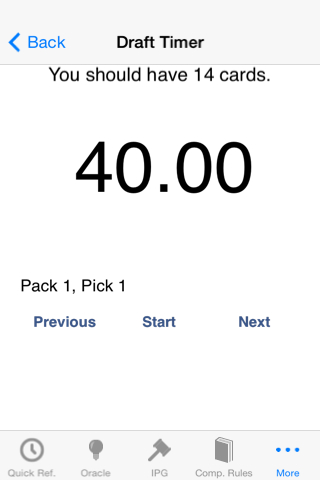 Back
Draft Timer
You should have 14 cards.
40.00
Pack 1, Pick 1
Previous Start Next
Quick Ref. Oracle IPG Comp. Rules More